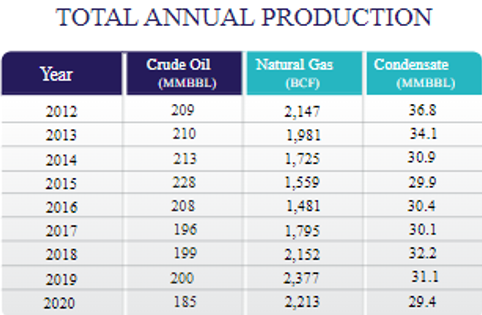 TOTAL ANNUAL PRODUCTION
Year Crude Oil (MMBBL) Natural Gas (BCF) Condensate (MMBBL)
2012 209 2,147 36.8
2013 210 1,981 34.1
2014 213 1,725 30.9
2015 228 1,559 29.9
2016 208 1,481 30.4
2017 196 1,795 30.1
2018 199 2,152 32.2
2019 200 2,377 31.1
2020 185 2,213 29.4